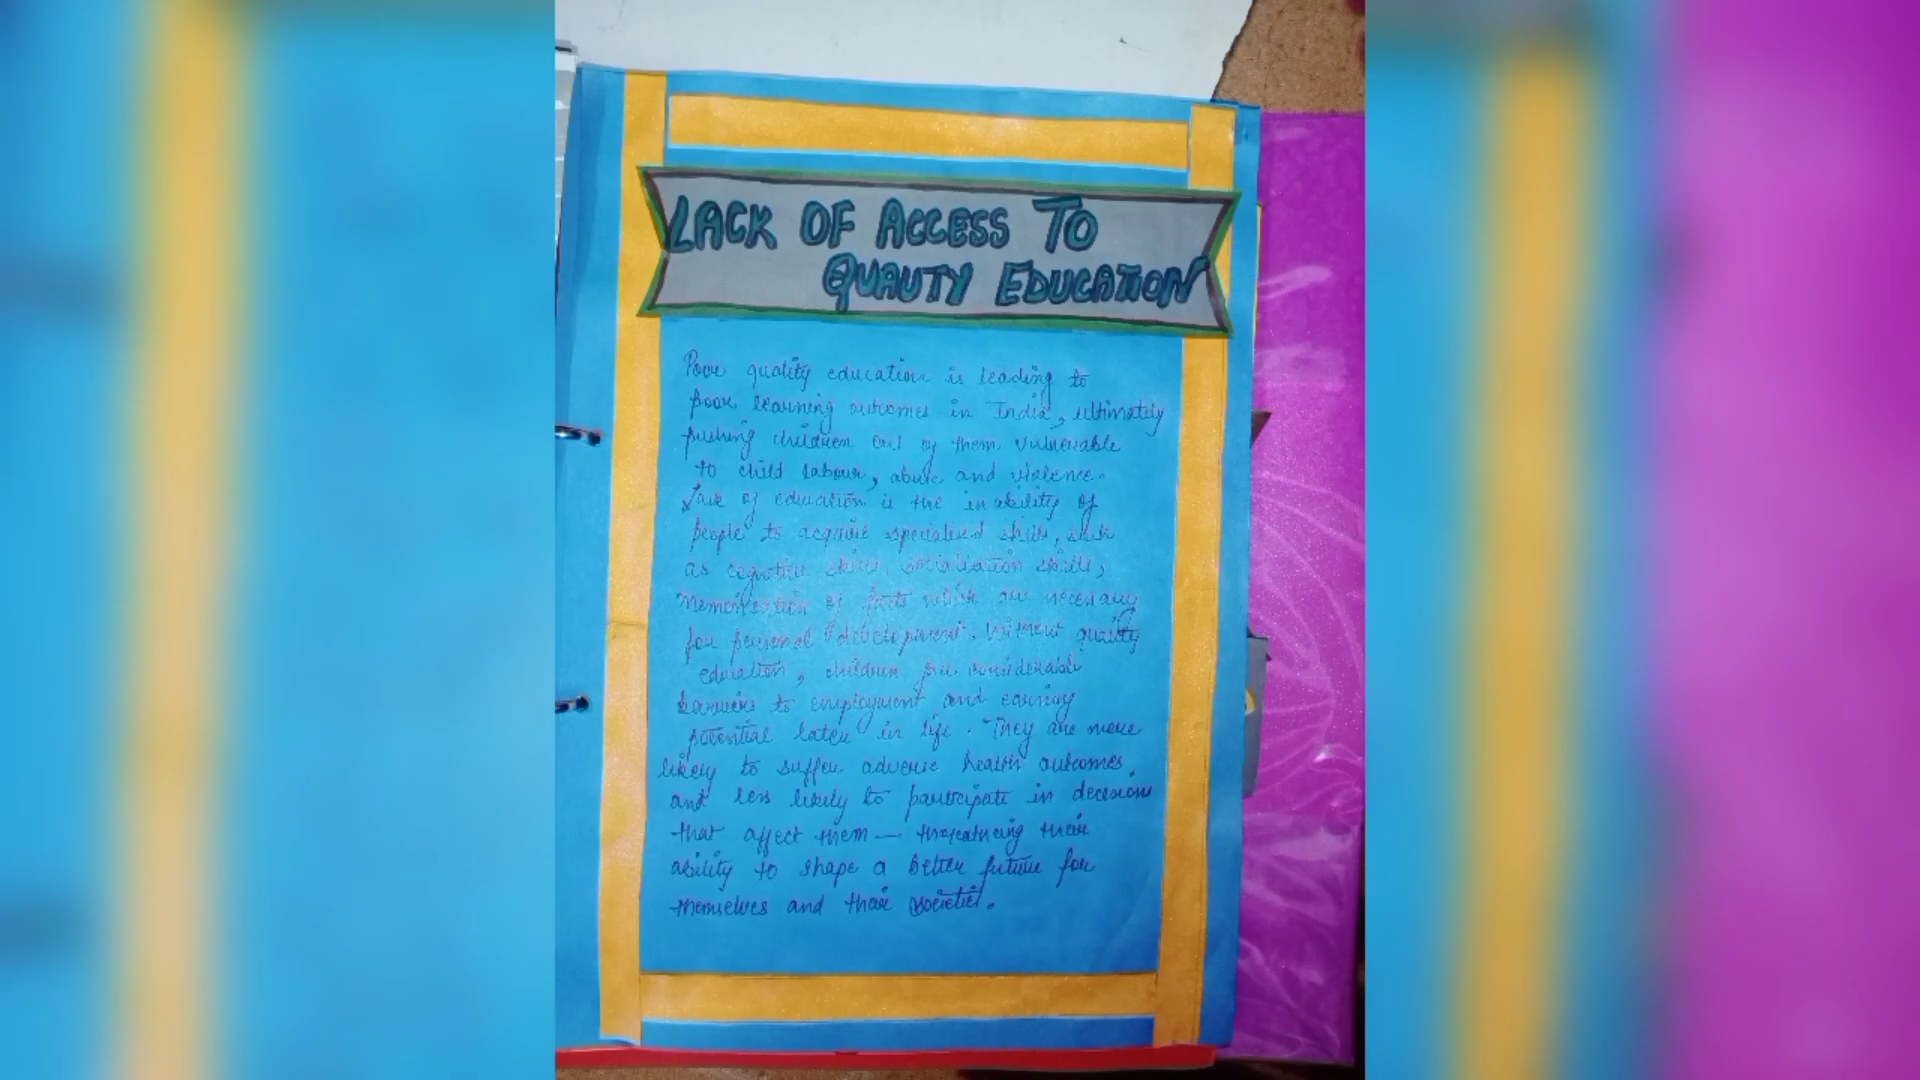 LACK OF ACCESS TO
QUALITY EDUCATION
Poor quality education is leading to
poor learning outcomes in India, ultimately
pushing children out of them vulnerable
to child labour, abuse and violence.
Lack of education is the inability of
people to acquire specialised skills, such
as cognitive skills, socialisation skills,
memorization of facts which are necessary
for personal development. Without quality
education, children face considerable
barriers to employment and earning
potential later in life. They are more
likely to suffer adverse health outcomes
and less likely to participate in decisions
that affect them — threatning their
ability to shape a better future for
themselves and their societies.